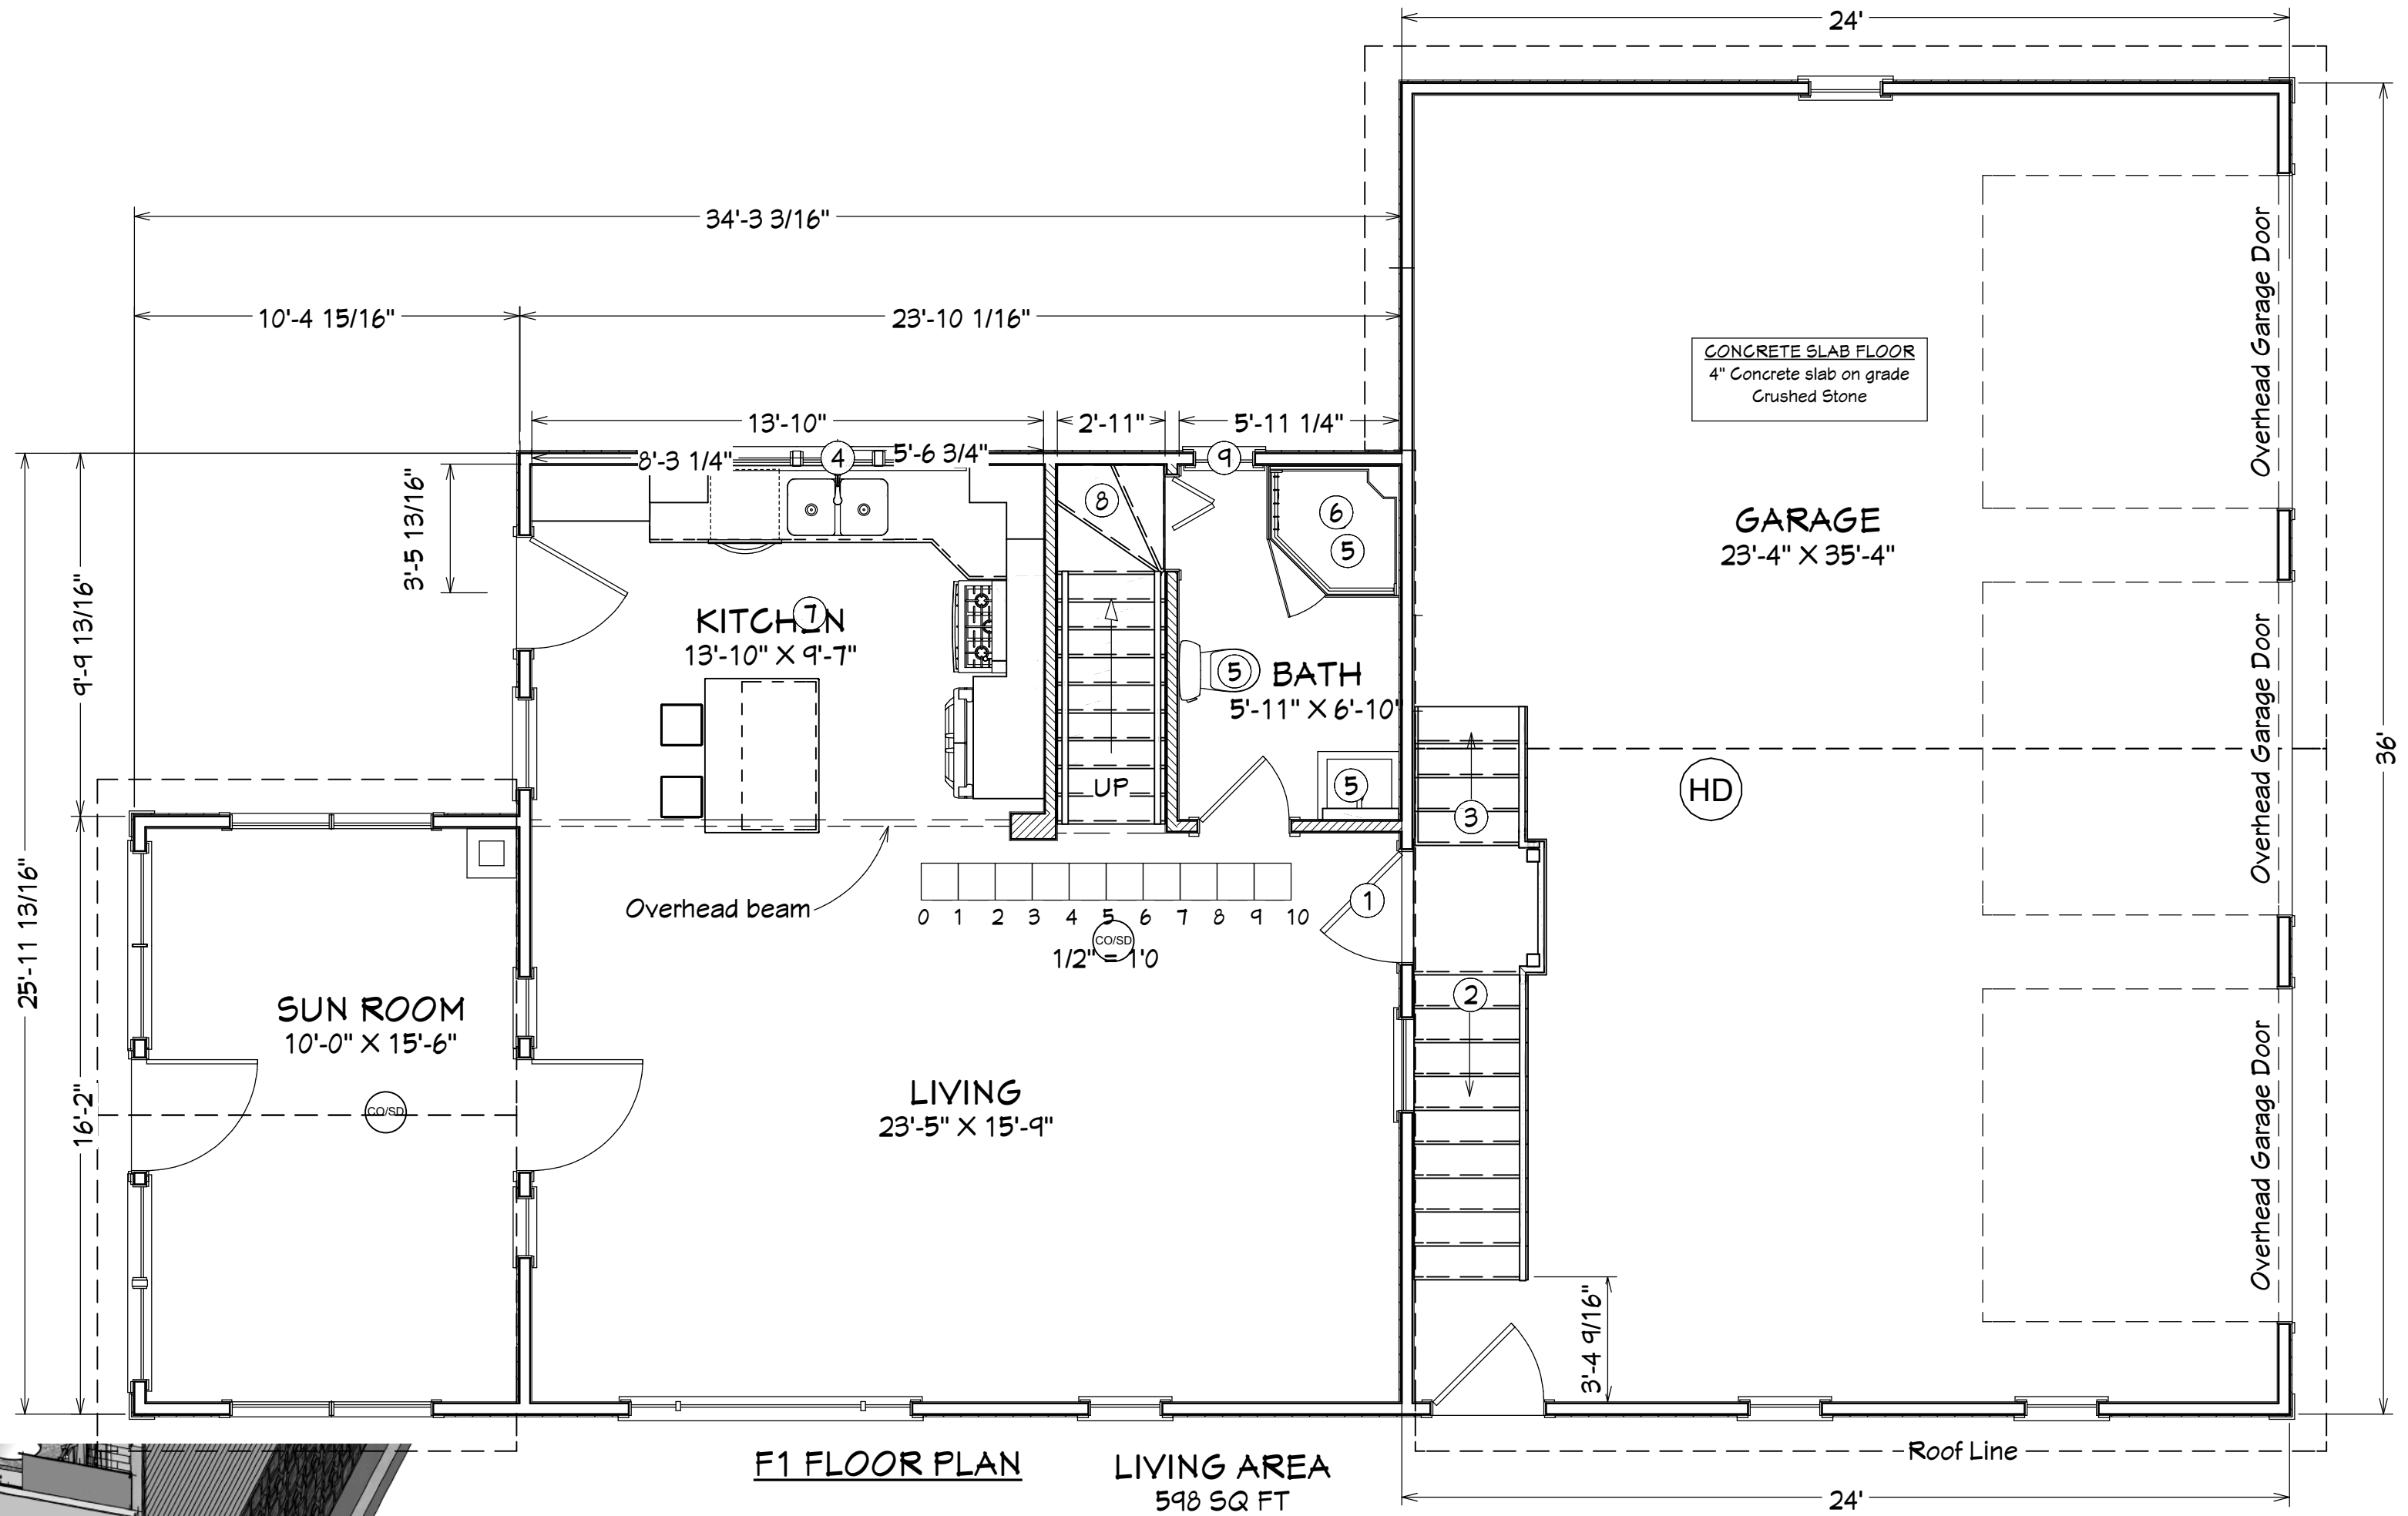 24'
34'-3 3/16"
10'-4 15/16"
23'-10 1/16"
13'-10"
2'-11"
5'-11 1/4"
8'-3 1/4"
4
5'-6 3/4"
9
3'-5 13/16"
9'-9 13/16"
25'-11 13/16"
16'-2"
8
6
5
7
KITCHEN
13'-10" X 9'-7"
5
BATH
5'-11" X 6'-10"
5
UP
CONCRETE SLAB FLOOR
4" Concrete slab on grade
Crushed Stone
GARAGE
23'-4" X 35'-4"
Overhead Garage Door
Overhead Garage Door
Overhead Garage Door
36'
HD
3
1
2
Overhead beam
0 1 2 3 4 5 6 7 8 9 10
CO/SD
1/2" = 1'0
SUN ROOM
10'-0" X 15'-6"
CO/SD
LIVING
23'-5" X 15'-9"
3'-4 9/16"
Roof Line
F1 FLOOR PLAN
LIVING AREA
598 SQ FT
24'